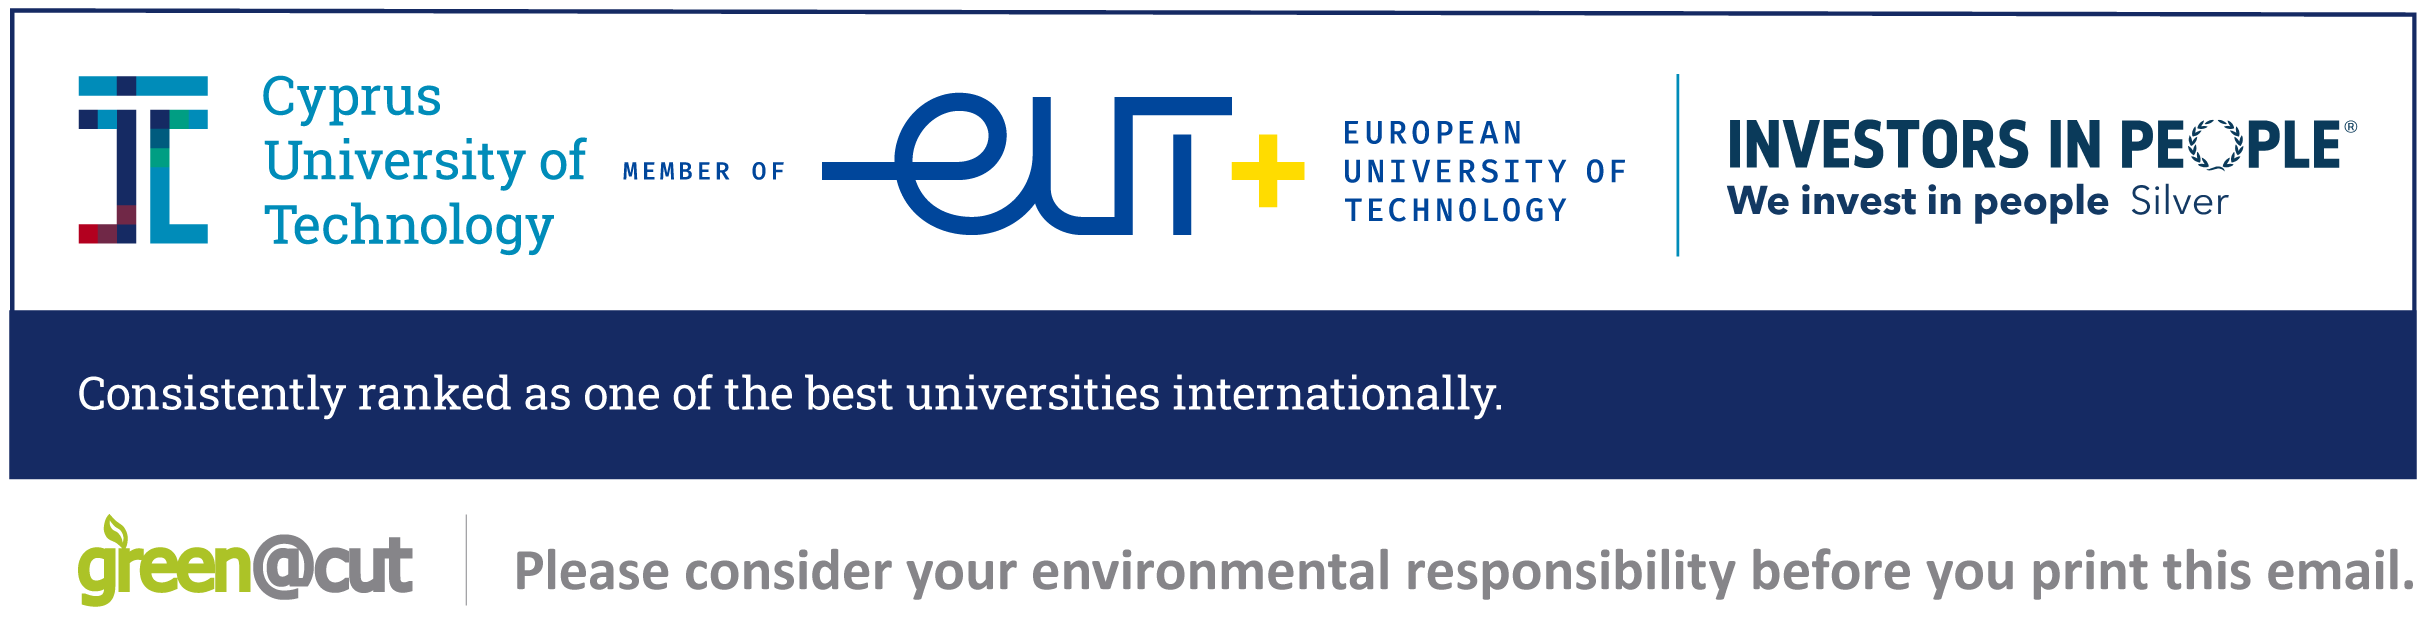 Cyprus
University of
Technology
MEMBER OF
eut+
EUROPEAN
UNIVERSITY OF
TECHNOLOGY
INVESTORS IN PEOPLE®
We invest in people Silver
Consistently ranked as one of the best universities internationally.
green@cut
Please consider your environmental responsibility before you print this email.